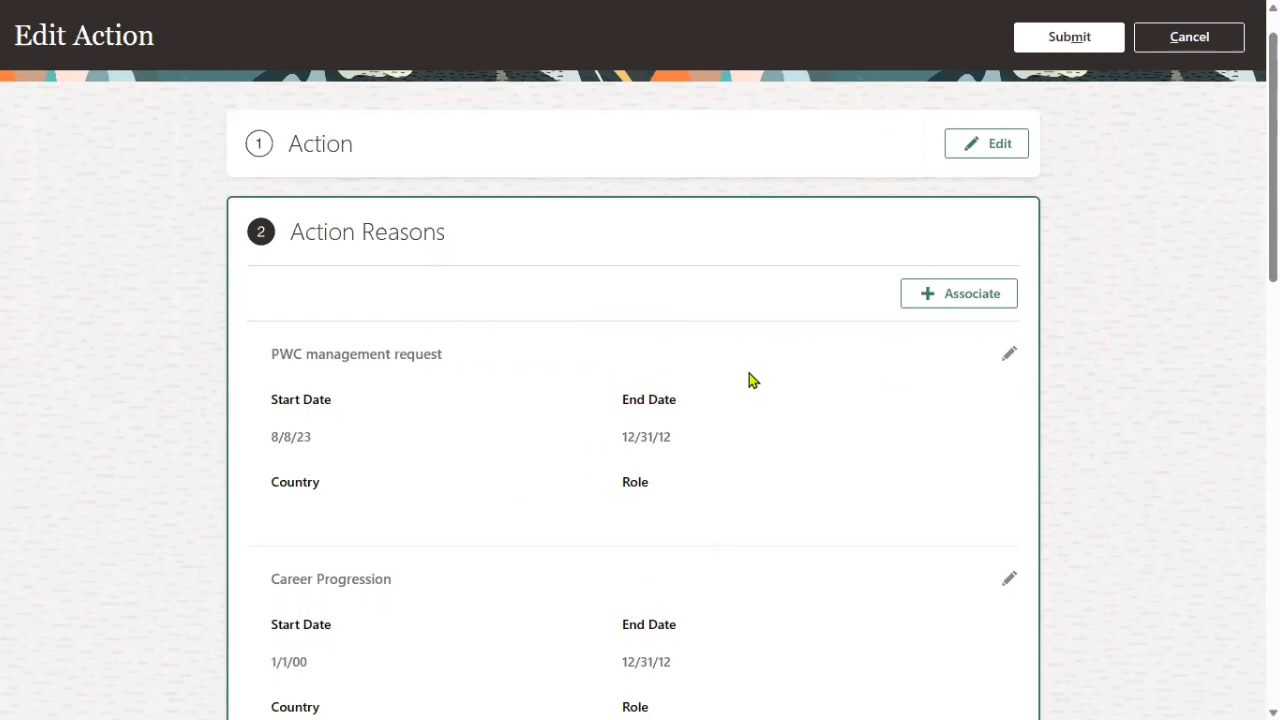 Edit Action
Submit
Cancel
1
Action
Edit
2
Action Reasons
Associate
PWC management request
Start Date
End Date
8/8/23
12/31/12
Country
Role
Career Progression
Start Date
End Date
1/1/00
12/31/12
Country
Role